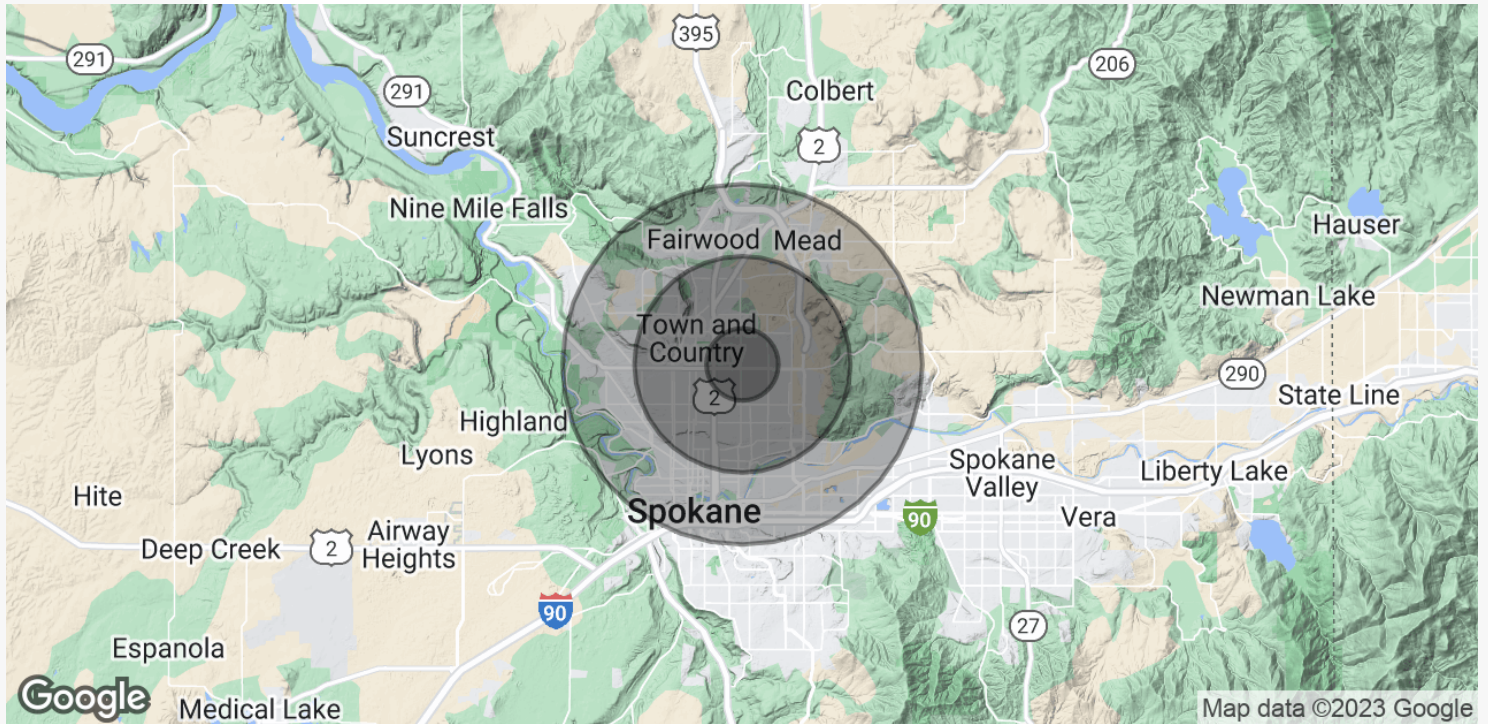 395
291
206
Colbert
291
Suncrest
2
Nine Mile Falls
Hauser
Fairwood
Mead
Newman Lake
Town and
Country
290
2
State Line
Highland
Lyons
Spokane
Valley
Liberty Lake
Hite
Spokane
90
Vera
Airway
Heights
2
Deep Creek
90
27
Espanola
Google
Medical Lake
Map data ©2023 Google